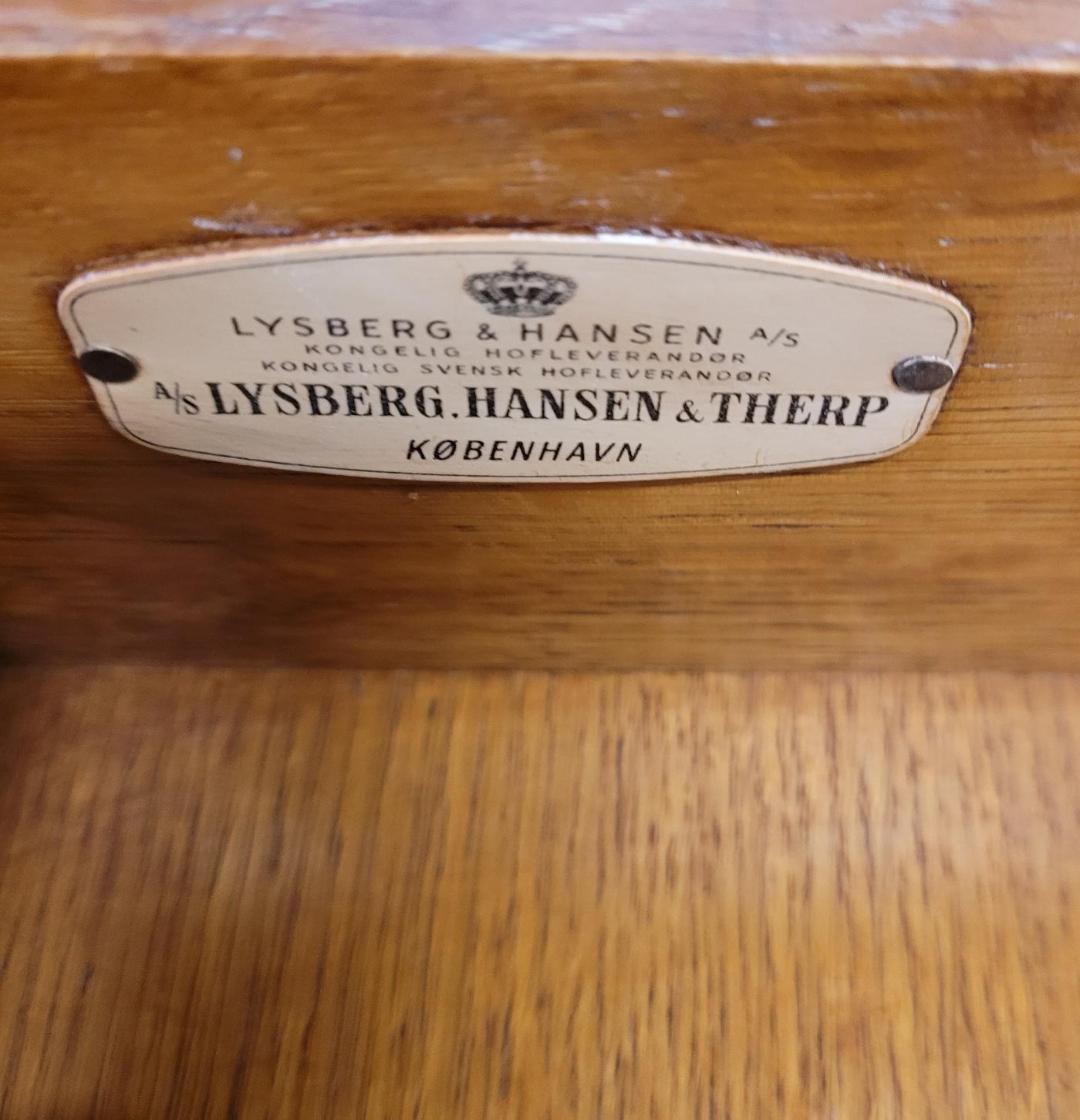 LYSBERG & HANSEN A/S
KONGELIG HOFLEVERANDØR
KONGELIG SVENSK HOFLEVERANDØR
A/S LYSBERG. HANSEN & THERP
KØBENHAVN